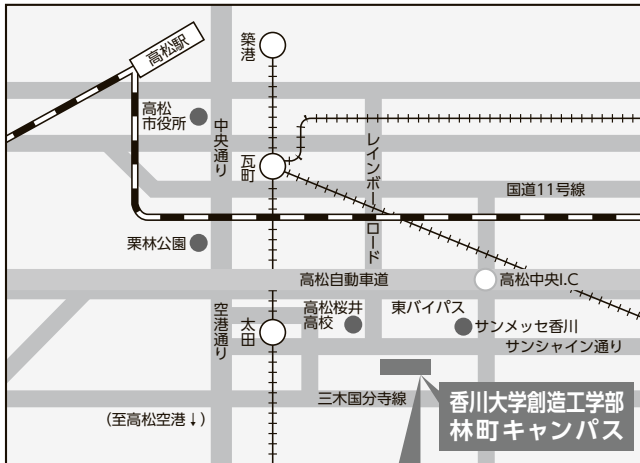 高松駅
築港
高松
市役所
中央通り
瓦町
レインボーロード
国道11号線
栗林公園
高松自動車道
高松中央I.C
空港通り
太田
高松桜井
高校
東バイパス
サンメッセ香川
サンシャイン通り
三木国分寺線
香川大学創造工学部
林町キャンパス
(至高松空港↓)